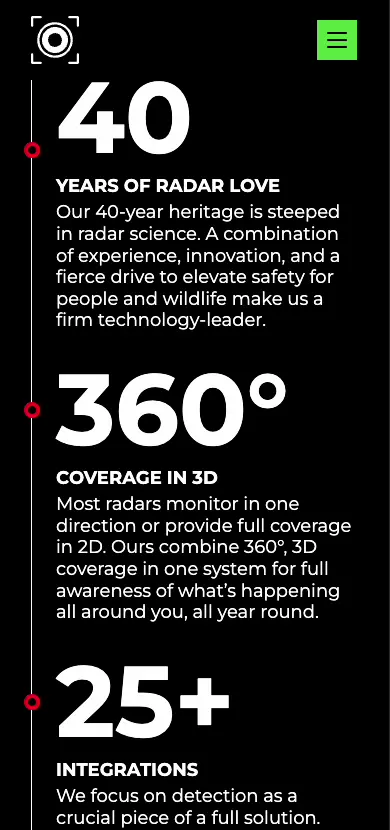 40
YEARS OF RADAR LOVE
Our 40-year heritage is steeped
in radar science. A combination
of experience, innovation, and a
fierce drive to elevate safety for
people and wildlife make us a
firm technology-leader.
360°
COVERAGE IN 3D
Most radars monitor in one
direction or provide full coverage
in 2D. Ours combine 360°, 3D
coverage in one system for full
awareness of what's happening
all around you, all year round.
25+
INTEGRATIONS
We focus on detection as a
crucial piece of a full solution.